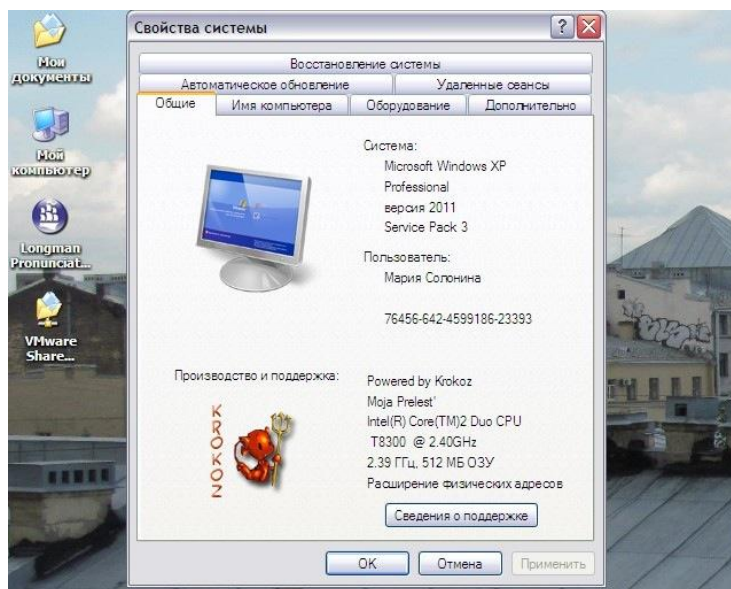 Мои
документы
Мой
компьютер
Longman
Pronunciat...
VMware
Share...
Свойства системы
Восстановление системы
Автоматическое обновление
Удаленные сеансы
Общие
Имя компьютера
Оборудование
Дополнительно
Система:
Microsoft Windows XP
Professional
версия 2011
Service Pack 3
Пользователь:
Мария Солонина
76456-642-4599186-23393
Производство и поддержка:
KROKOZ
Powered by Krokoz
Moja Prelest'
Intel(R) Core(TM)2 Duo CPU
T8300 @ 2.40GHz
2.39 ГГц, 512 МБ ОЗУ
Расширение физических адресов
Сведения о поддержке
OK
Отмена
Применить